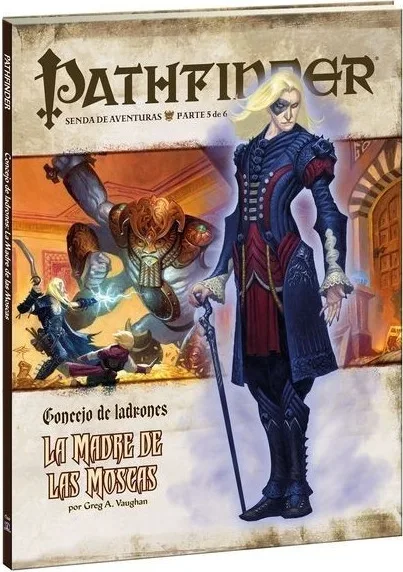 PATHFINDER
SENDA DE AVENTURAS PARTE 5 de 6
Concejo de ladrones
LA MADRE DE
LAS MOSCAS
por Greg A. Vaughan
PATHFINDER
Concejo de ladrones: La Madre de las Moscas